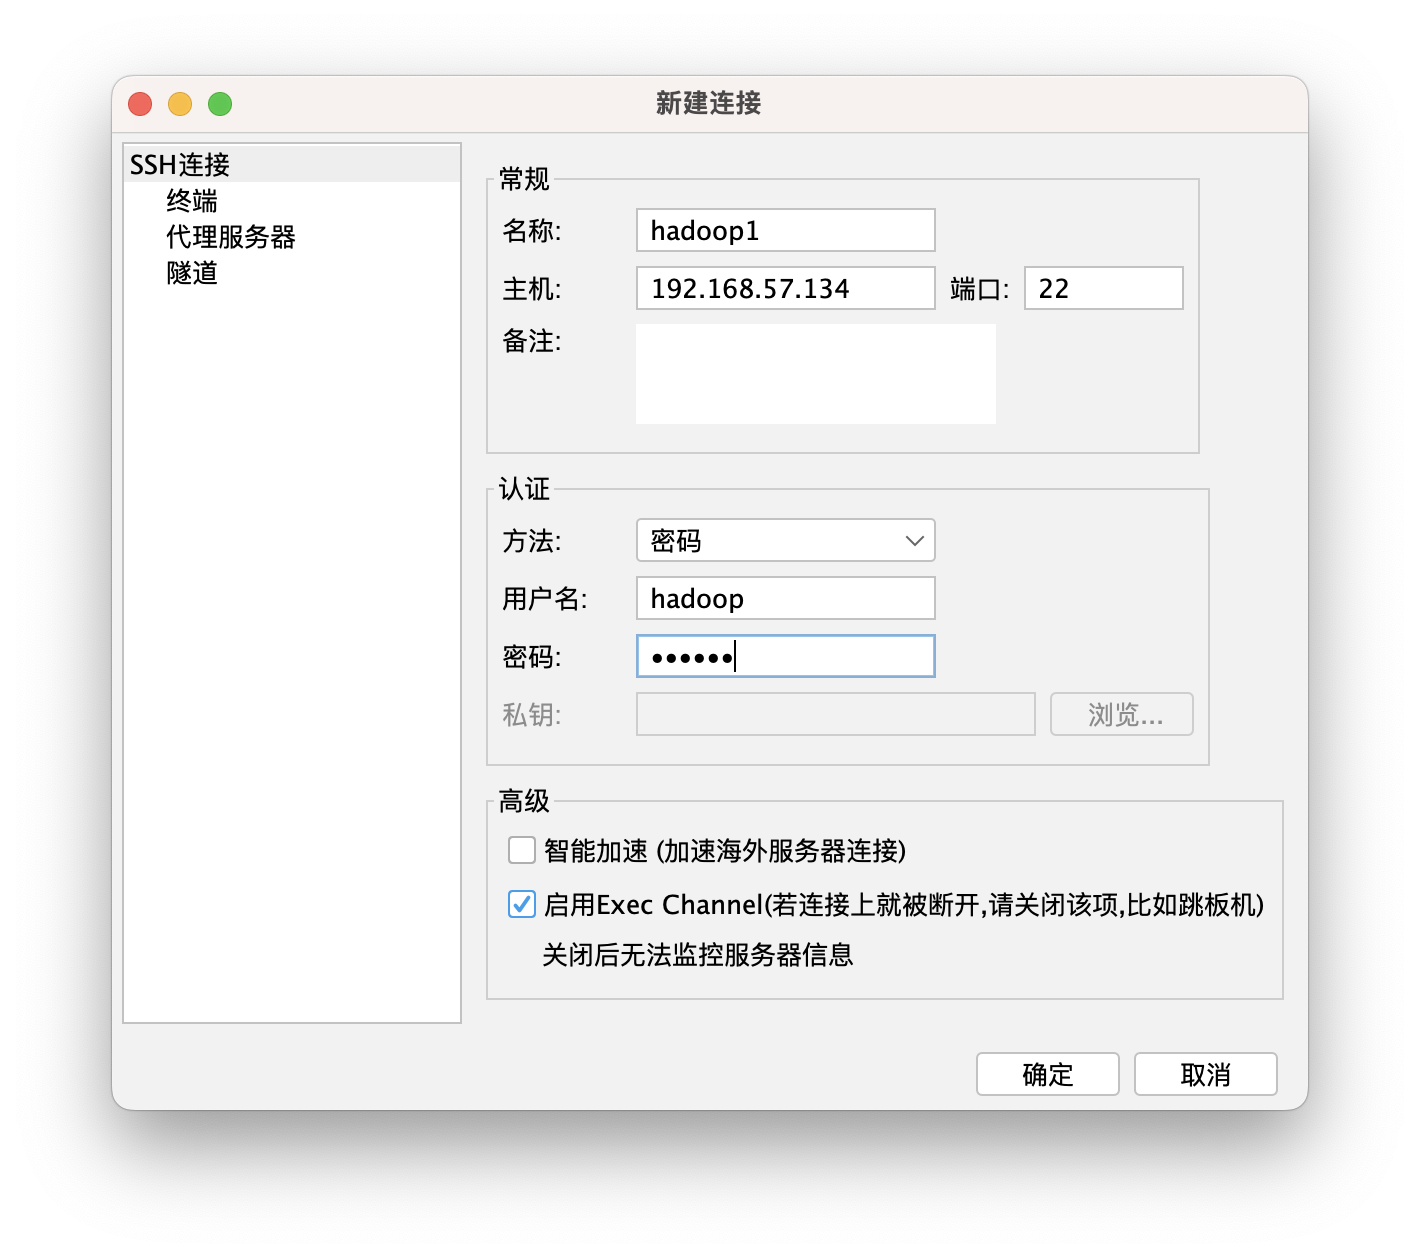 新建连接
SSH连接
终端
代理服务器
隧道
常规
名称: hadoop1
主机: 192.168.57.134 端口: 22
备注:
认证
方法: 密码
用户名: hadoop
密码: ••••••
私钥: 浏览...
高级
智能加速 (加速海外服务器连接)
启用Exec Channel(若连接上就被断开,请关闭该项,比如跳板机)
关闭后无法监控服务器信息
确定 取消